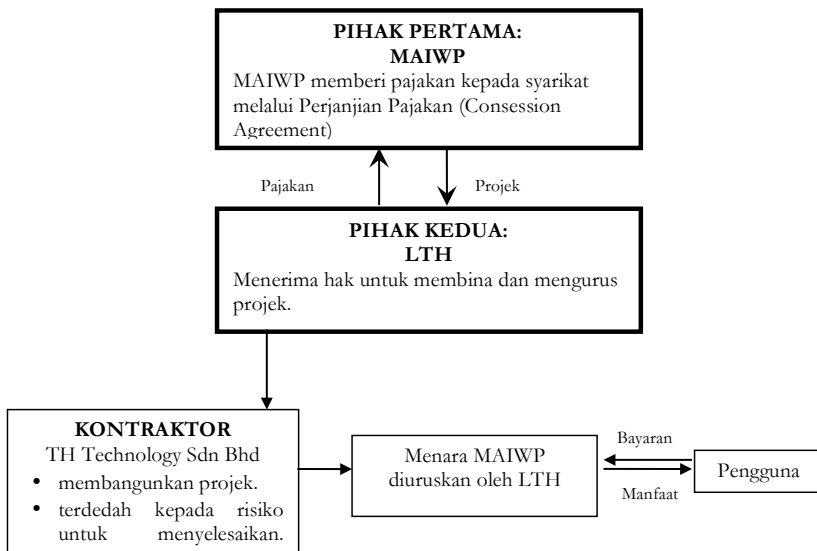 PIHAK PERTAMA:
MAIWP
MAIWP memberi pajakan kepada syarikat
melalui Perjanjian Pajakan (Consession
Agreement)
Pajakan
Projek
PIHAK KEDUA:
LTH
Menerima hak untuk membina dan mengurus
projek.
KONTRAKTOR
TH Technology Sdn Bhd
• membangunkan projek.
• terdedah kepada risiko
untuk menyelesaikan.
Menara MAIWP
diuruskan oleh LTH
Bayaran
Manfaat
Pengguna